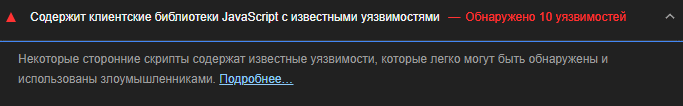 Содержит клиентские библиотеки JavaScript с известными уязвимостями — Обнаружено 10 уязвимостей
Некоторые сторонние скрипты содержат известные уязвимости, которые легко могут быть обнаружены и
использованы злоумышленниками. Подробнее…